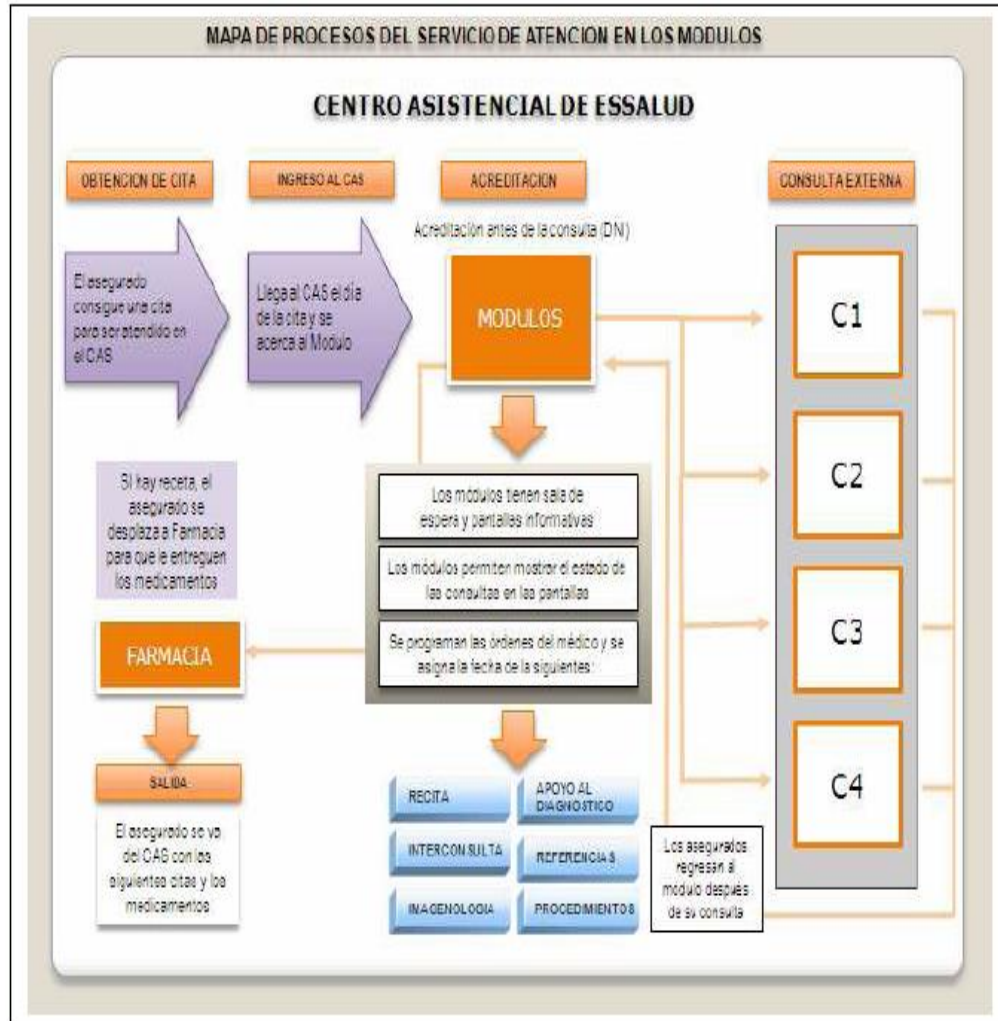 MAPA DE PROCESOS DEL SERVICIO DE ATENCION EN LOS MODULOS
CENTRO ASISTENCIAL DE ESSALUD
OBTENCION DE CITA
INGRESO AL CAS
ACREDITACION
CONSULTA EXTERNA
Acreditación antes de la consulta (DNI)
El asegurado
consigue una cita
para ser atendido en
el CAS
Llega al CAS el día
de la cita y se
acerca al Modulo
MODULOS
C1
C2
C3
C4
Si hay receta, el
asegurado se
desplaza a Farmacia
para que le entreguen
los medicamentos
Los módulos tienen sala de
espera y pantallas informativas
Los módulos permiten mostrar el estado de
las consultas en las pantallas
Se programan las órdenes del médico y se
asigna la fecha de la siguientes:
FARMACIA
SALIDA
El asegurado se va
del CAS con las
siguientes citas y los
medicamentos
RECITA
APOYO AL
DIAGNOSTICO
INTERCONSULTA
REFERENCIAS
IMAGENOLOGIA
PROCEDIMIENTOS
Los asegurados
regresan al
módulo después
de su consulta